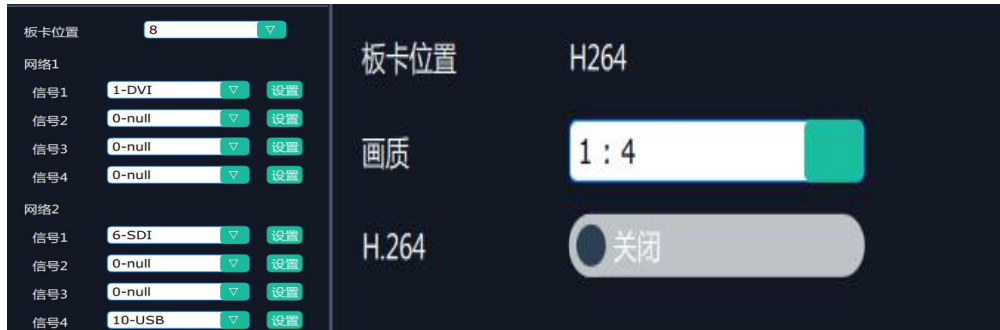 板卡位置 8
网络1
信号1 1-DVI 设置
信号2 0-null 设置
信号3 0-null 设置
信号4 0-null 设置
网络2
信号1 6-SDI 设置
信号2 0-null 设置
信号3 0-null 设置
信号4 10-USB 设置
板卡位置 H264
画质 1：4
H.264 关闭